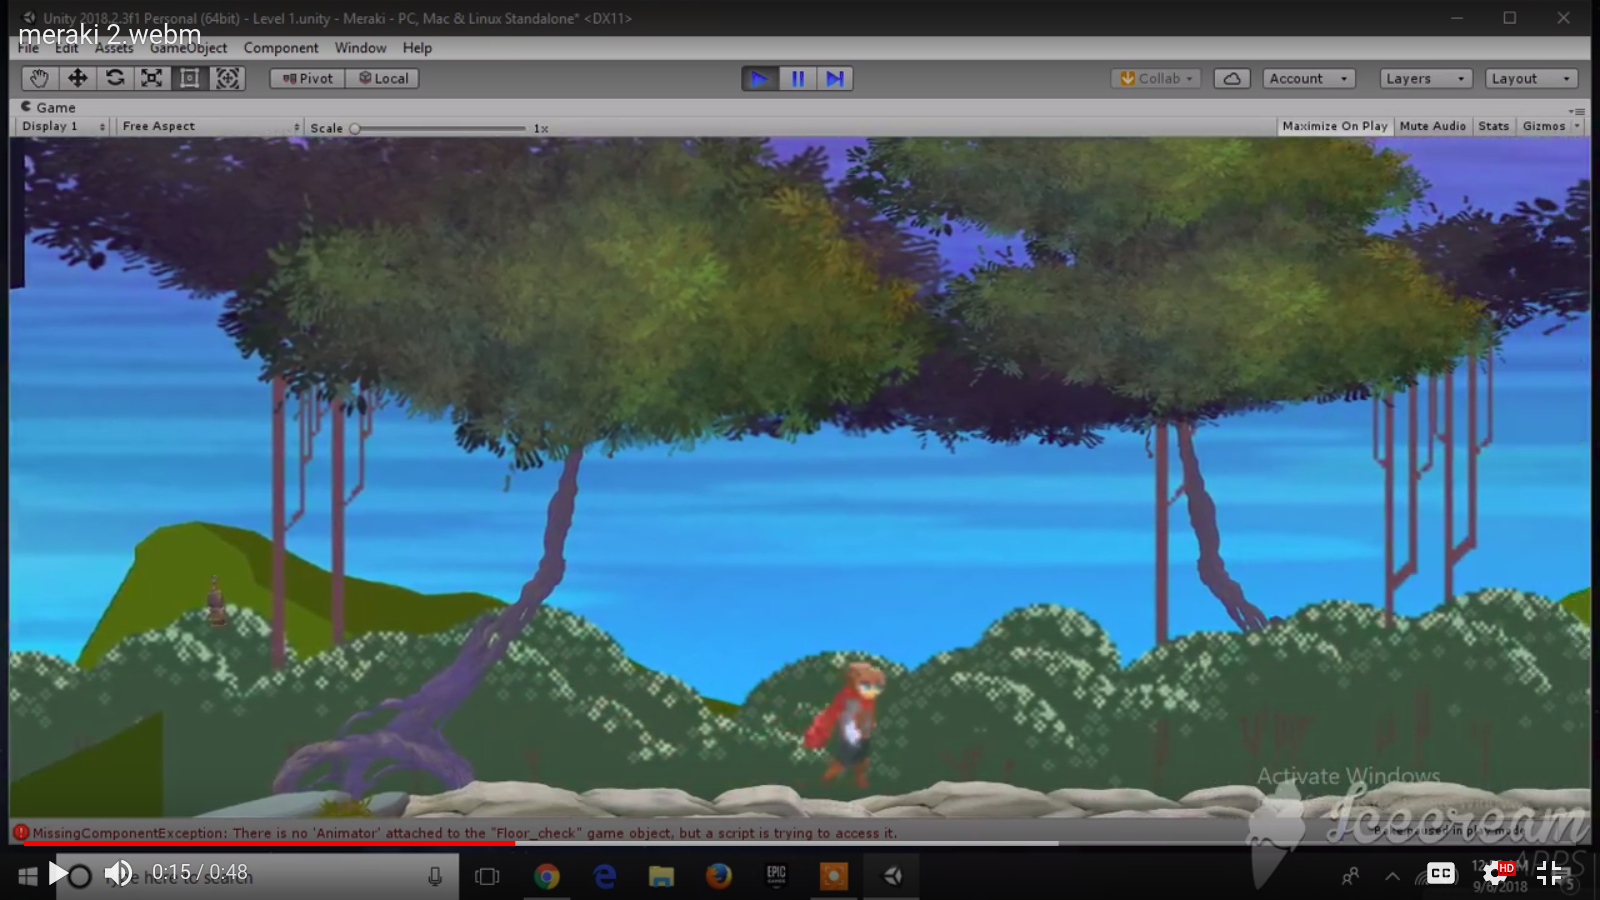 Unity 2018.2.3f1 Personal (64bit) - Level 1.unity - Meraki - PC, Mac & Linux Standalone* <DX11>
meraki 2.webm
File Edit Assets GameObject Component Window Help
Pivot Local Collab Account Layers Layout
Game
Display 1 Free Aspect Scale 1x Maximize On Play Mute Audio Stats Gizmos
Activate Windows
Icecream
APPS
MissingComponentException: There is no 'Animator' attached to the "Floor_check" game object, but a script is trying to access it.
Bake paused in play mode
0:15 / 0:48
here to search
EPIC
CC
HD
9/6/2018
5